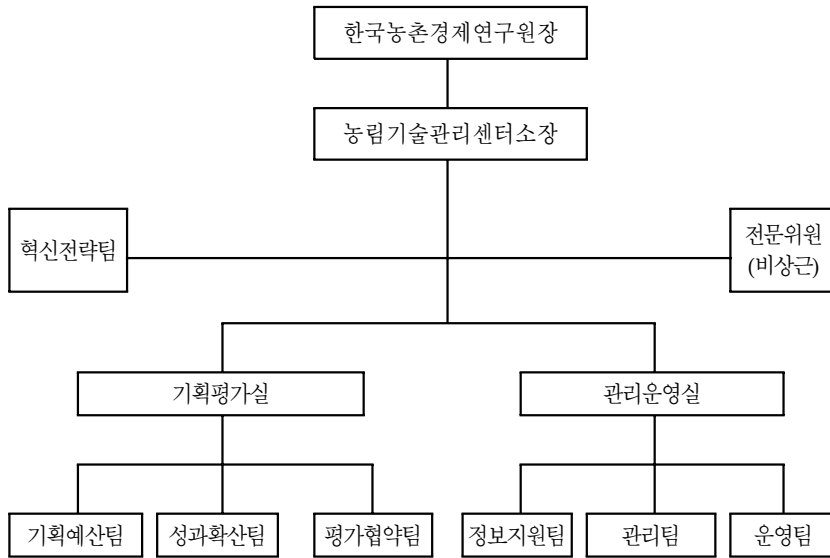 한국농촌경제연구원장
농림기술관리센터소장
혁신전략팀
전문위원
(비상근)
기획평가실
관리운영실
기획예산팀
성과확산팀
평가협약팀
정보지원팀
관리팀
운영팀